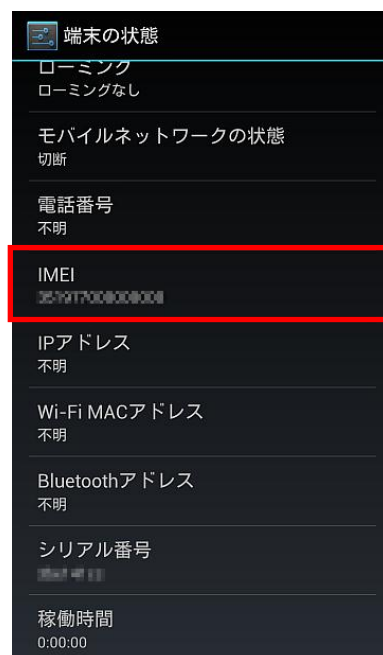 端末の状態
ローミング
ローミングなし
モバイルネットワークの状態
切断
電話番号
不明
IMEI
IPアドレス
不明
Wi-Fi MACアドレス
不明
Bluetoothアドレス
不明
シリアル番号
稼働時間
0:00:00